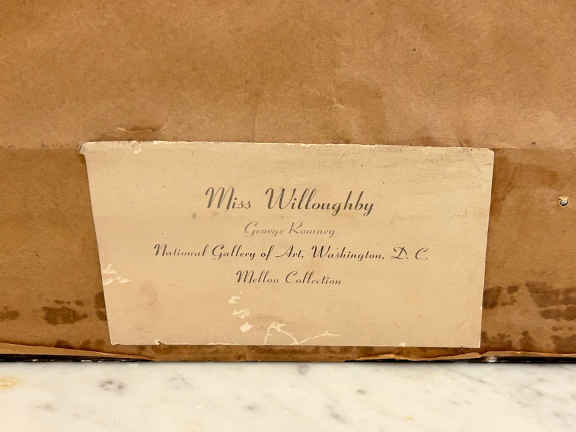 Miss Willoughby
George Romney
National Gallery of Art, Washington, D. C.
Mellon Collection